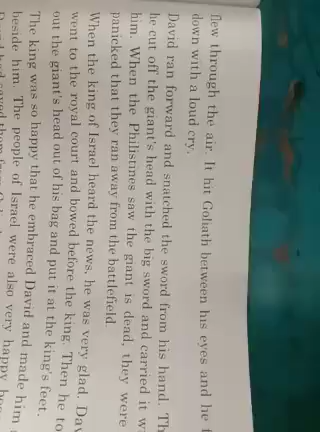 flew through the air. It hit Goliath between his eyes and he
down with a loud cry.
David ran forward and snatched the sword from his hand.
he cut off the giant's head with the big sword and carried it
him. When the Philistines saw the giant is dead, they were
panicked that they ran away from the battlefield
When the king of Israel heard the news, he was very glad.
went to the royal court and bowed before the king. Then he
out the giant's head out of his bag and put it at the king's feet.
The king was so happy that he embraced David and made him
beside him. The people of Israel were also very happy